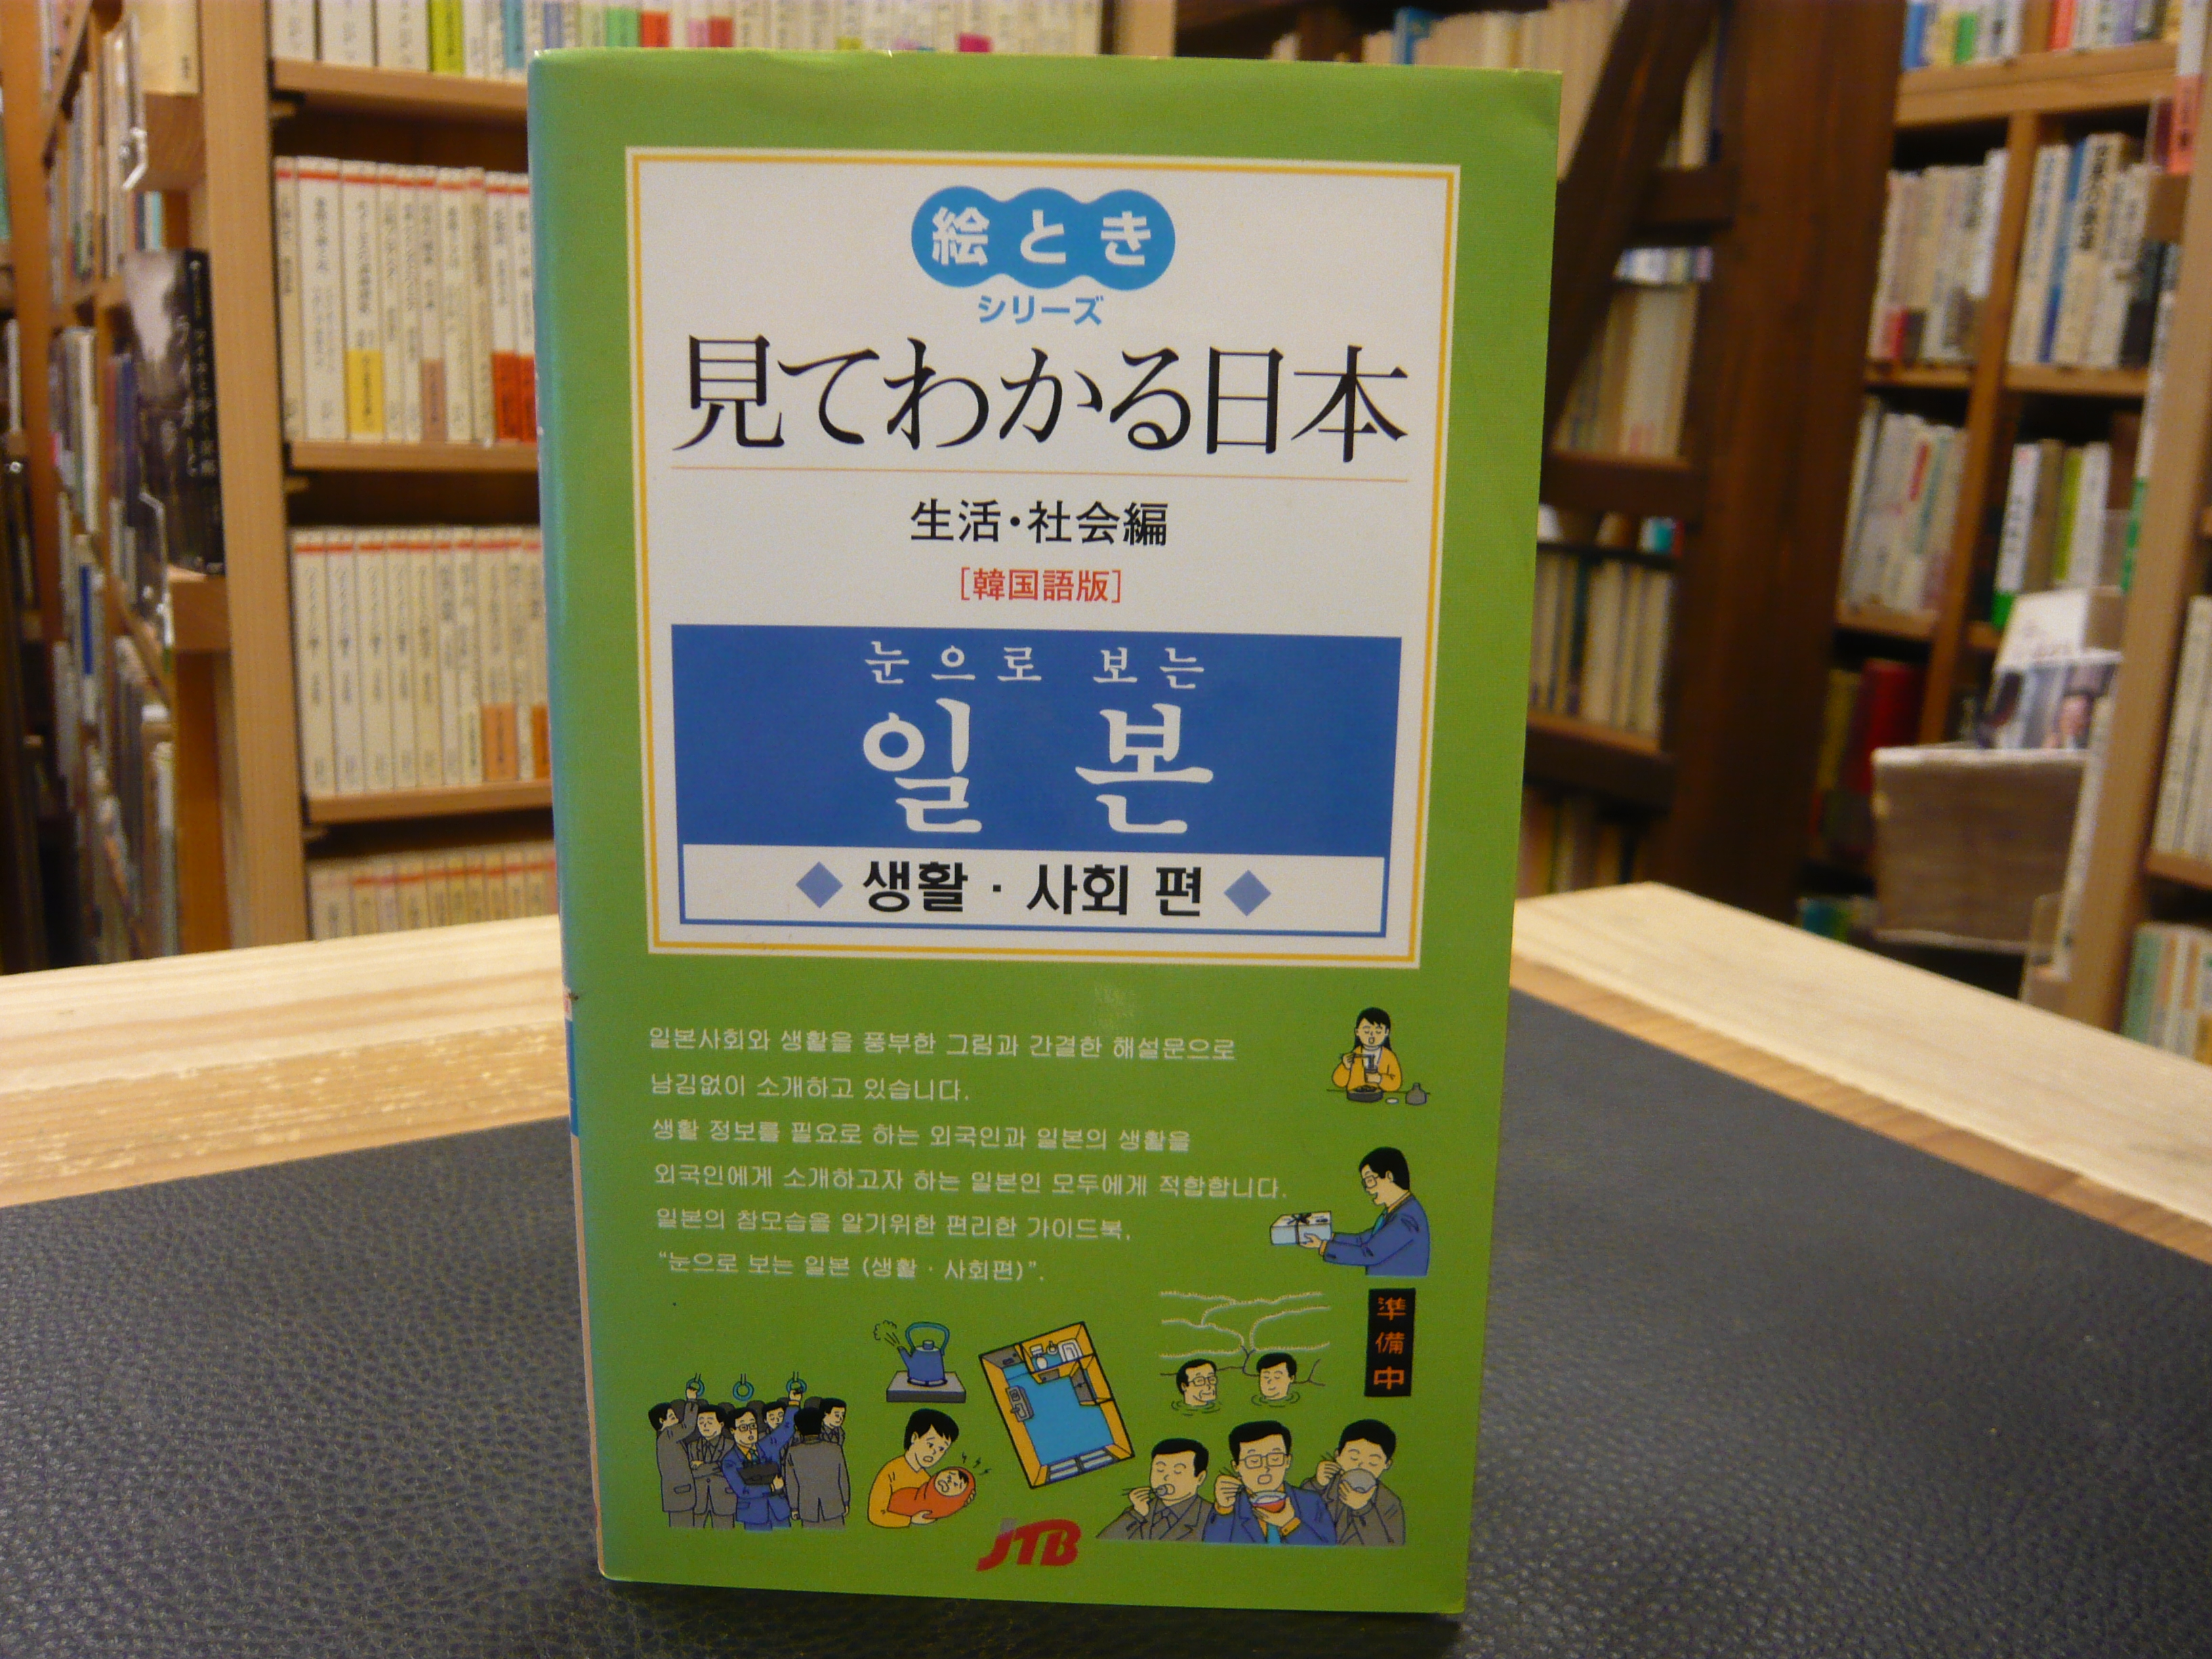 絵とき
シリーズ
見てわかる日本
生活・社会編
[韓国語版]
눈으로 보는
일본
◆ 생활 · 사회 편 ◆
일본사회와 생활을 풍부한 그림과 간결한 해설문으로
남김없이 소개하고 있습니다.
생활 정보를 필요로 하는 외국인과 일본의 생활을
외국인에게 소개하고자 하는 일본인 모두에게 적합합니다.
일본의 참모습을 알기위한 편리한 가이드북,
“눈으로 보는 일본 (생활 · 사회편)”.
準備中
JTB